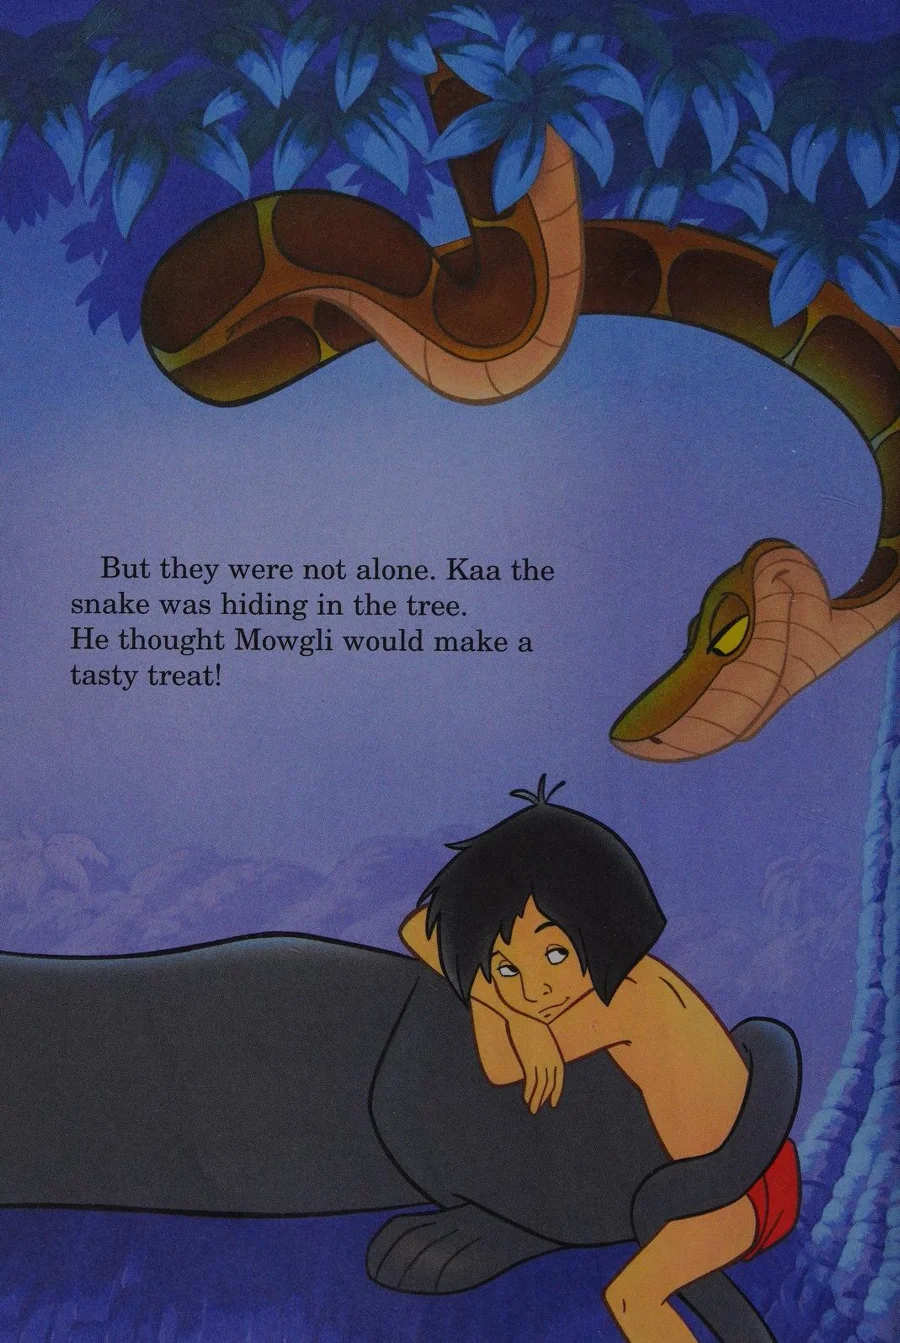 But they were not alone. Kaa the
snake was hiding in the tree.
He thought Mowgli would make a
tasty treat!